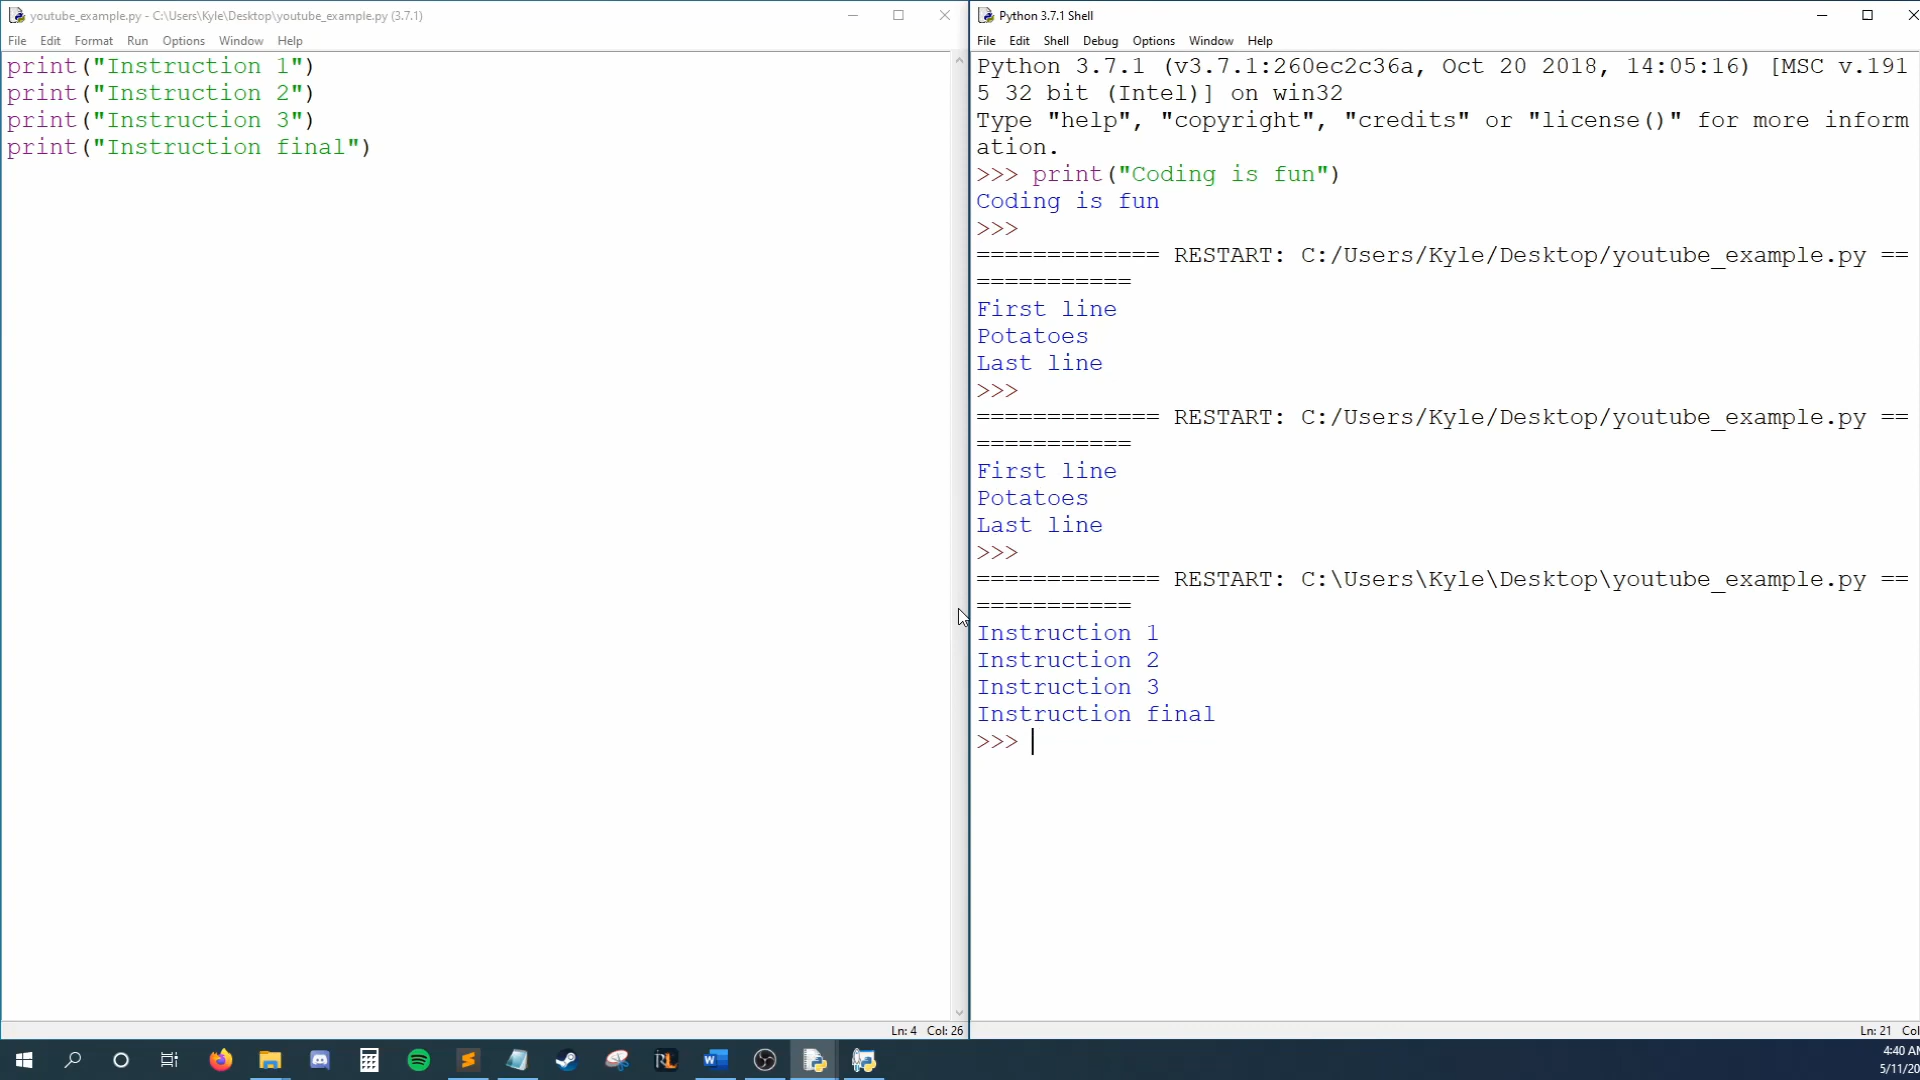 youtube_example.py - C:\Users\Kyle\Desktop\youtube_example.py (3.7.1)
File Edit Format Run Options Window Help
print("Instruction 1")
print("Instruction 2")
print("Instruction 3")
print("Instruction final")
Ln: 4 Col: 26
Python 3.7.1 Shell
File Edit Shell Debug Options Window Help
Python 3.7.1 (v3.7.1:260ec2c36a, Oct 20 2018, 14:05:16) [MSC v.191
5 32 bit (Intel)] on win32
Type "help", "copyright", "credits" or "license()" for more inform
ation.
>>> print("Coding is fun")
Coding is fun
>>>
============= RESTART: C:/Users/Kyle/Desktop/youtube_example.py ==
===========
First line
Potatoes
Last line
>>>
============= RESTART: C:/Users/Kyle/Desktop/youtube_example.py ==
===========
First line
Potatoes
Last line
>>>
============= RESTART: C:\Users\Kyle\Desktop\youtube_example.py ==
===========
Instruction 1
Instruction 2
Instruction 3
Instruction final
>>>
Ln: 21 Col
RL
W
4:40 AM
5/11/20